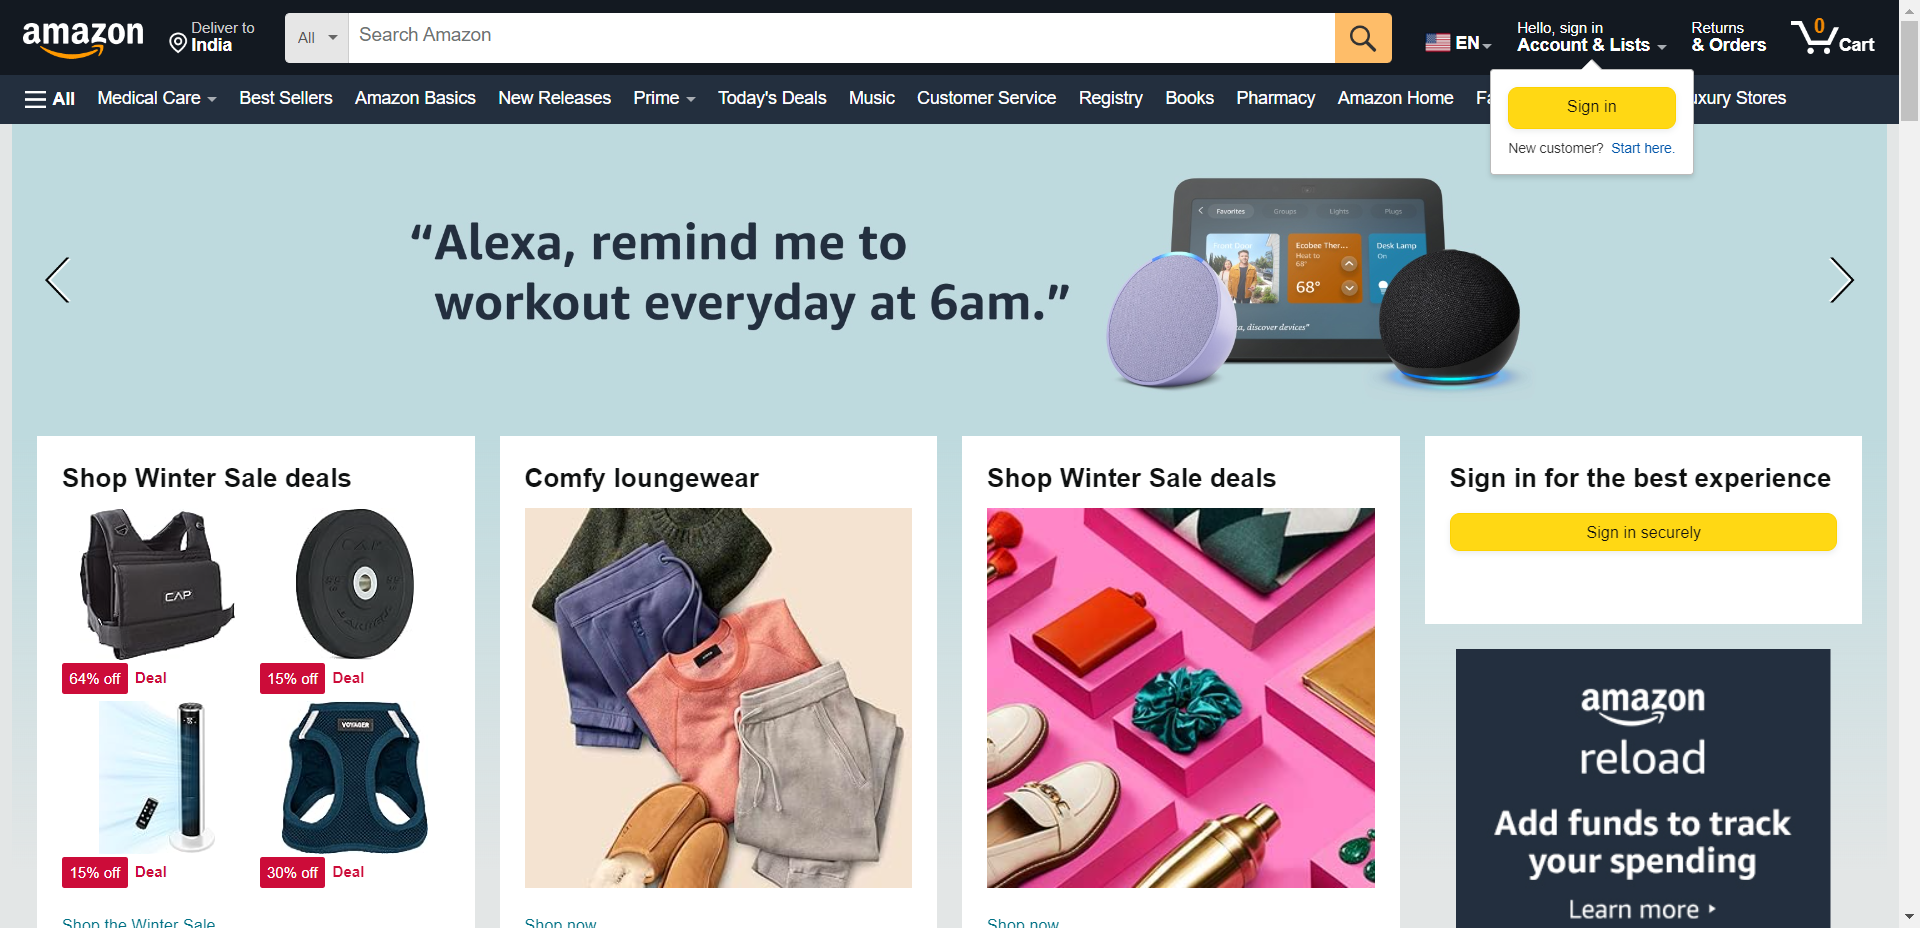 amazon
Deliver to
India
All
Search Amazon
EN
Hello, sign in
Account & Lists
Returns
& Orders
0
Cart
All
Medical Care
Best Sellers
Amazon Basics
New Releases
Prime
Today's Deals
Music
Customer Service
Registry
Books
Pharmacy
Amazon Home
Sign in
New customer? Start here.
Stores
“Alexa, remind me to
workout everyday at 6am.”
Favorites
Groups
Lights
Plugs
Front Door
Ecobee Ther...
Heat to
68°
68°
Desk Lamp
On
discover devices"
Shop Winter Sale deals
CAP
CAP
64% off
Deal
15% off
Deal
VOYAGER
15% off
Deal
30% off
Deal
Shop the Winter Sale
Comfy loungewear
Shop now
Shop Winter Sale deals
Shop now
Sign in for the best experience
Sign in securely
amazon
reload
Add funds to track
your spending
Learn more